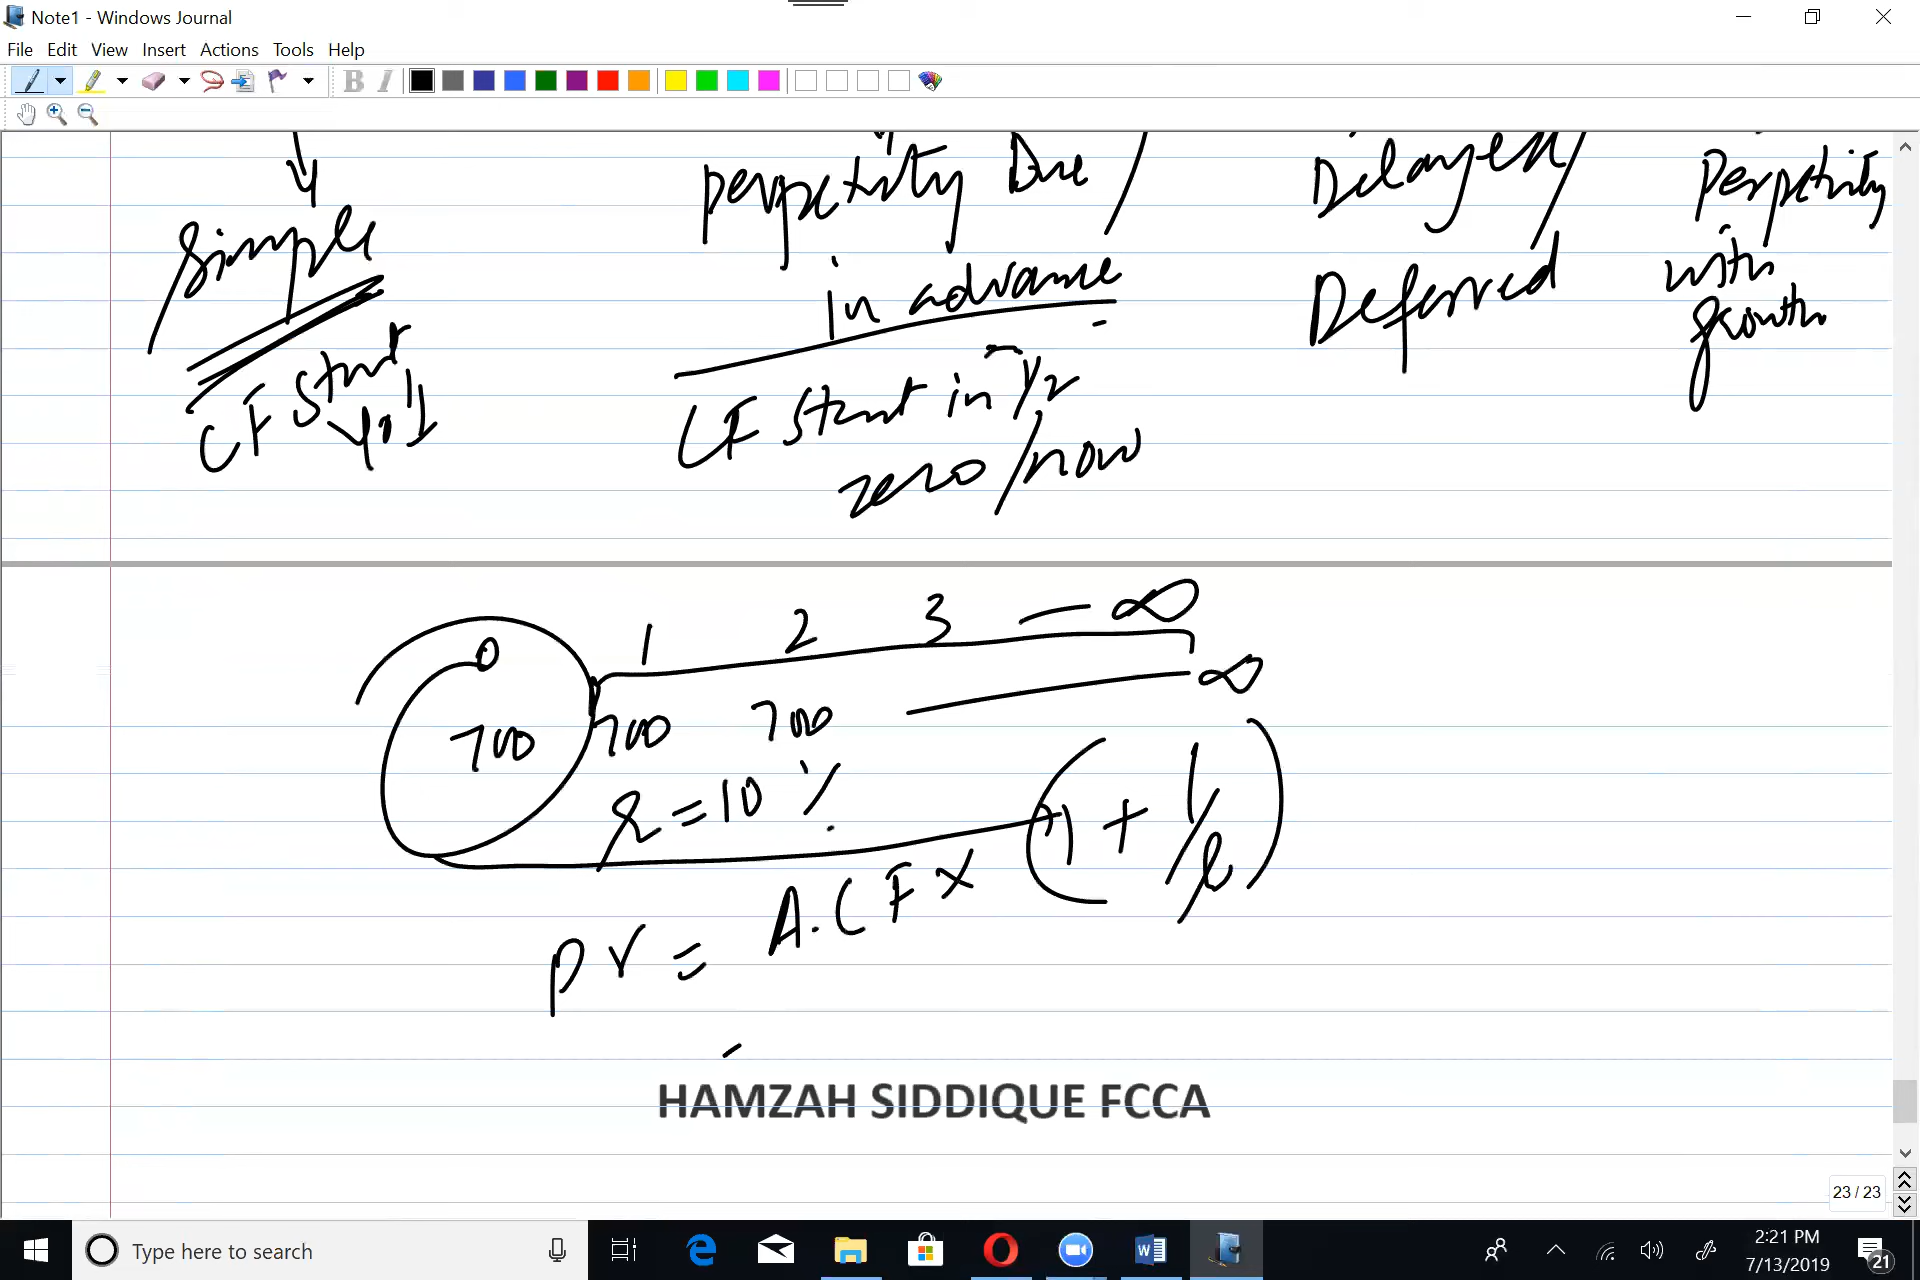 Note1 - Windows Journal
File Edit View Insert Actions Tools Help
B I
Simple
CF Start
Yr 1
perpetuity Due /
in advance
CF Start in Yr
zero / now
Delayed /
Deferred
Perpetuity
with
growth
0 1 2 3 — ∞
700 700 700 — ∞
r = 10 %
PV = A.CF x (1 + 1/r)
HAMZAH SIDDIQUE FCCA
23 / 23
Type here to search
2:21 PM
7/13/2019
21